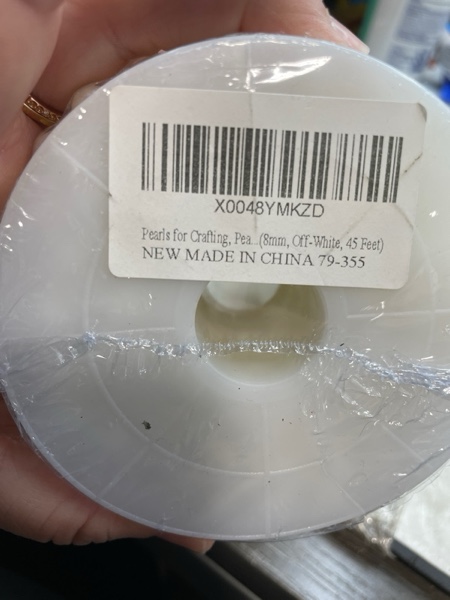 X0048YMKZD
Pearls for Crafting, Pea...(8mm, Off-White, 45 Feet)
NEW MADE IN CHINA 79-355